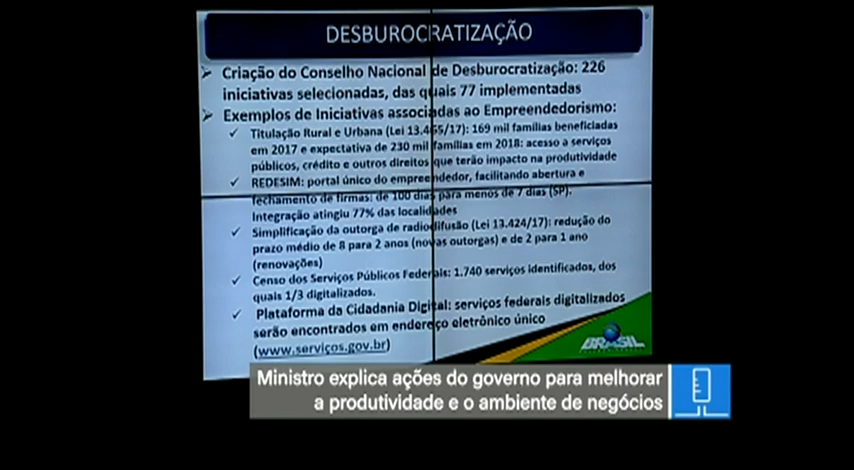 DESBUROCRATIZAÇÃO
Criação do Conselho Nacional de Desburocratização: 226
iniciativas selecionadas, das quais 77 implementadas
Exemplos de Iniciativas associadas ao Empreendedorismo:
Titulação Rural e Urbana (Lei 13.465/17): 169 mil famílias beneficiadas
em 2017 e expectativa de 230 mil famílias em 2018: acesso a serviços
públicos, crédito e outros direitos que terão impacto na produtividade
REDESIM: portal único do empreendedor, facilitando abertura e
fechamento de firmas: de 100 dias para menos de 7 dias (SP).
Integração atingiu 77% das localidades
Simplificação da outorga de radiodifusão (Lei 13.424/17): redução do
prazo médio de 8 para 2 anos (novas outorgas) e de 2 para 1 ano
(renovações)
Censo dos Serviços Públicos Federais: 1.740 serviços identificados, dos
quais 1/3 digitalizados.
Plataforma da Cidadania Digital: serviços federais digitalizados
serão encontrados em endereço eletrônico único
(www.serviços.gov.br)
BRASIL
Ministro explica ações do governo para melhorar
a produtividade e o ambiente de negócios